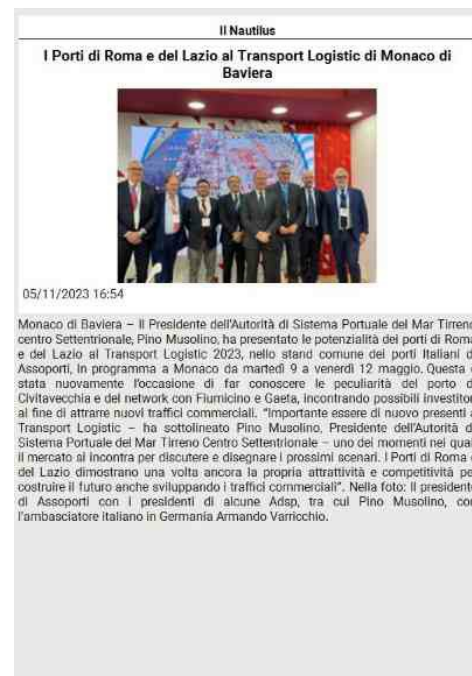 Il Nautilus
I Porti di Roma e del Lazio al Transport Logistic di Monaco di
Baviera
05/11/2023 16:54
Monaco di Baviera – Il Presidente dell'Autorità di Sistema Portuale del Mar Tirreno
centro Settentrionale, Pino Musolino, ha presentato le potenzialità dei porti di Roma
e del Lazio al Transport Logistic 2023, nello stand comune dei porti italiani d
Assoporti, in programma a Monaco da martedì 9 a venerdì 12 maggio. Questa
stata nuovamente l'occasione di far conoscere le peculiarità del porto d
Civitavecchia e del network con Fiumicino e Gaeta, incontrando possibili investitor
al fine di attrarre nuovi traffici commerciali. "Importante essere di nuovo presenti a
Transport Logistic – ha sottolineato Pino Musolino, Presidente dell'Autorità d
Sistema Portuale del Mar Tirreno Centro Settentrionale – uno dei momenti nei qual
il mercato si incontra per discutere e disegnare i prossimi scenari. I Porti di Roma e
del Lazio dimostrano una volta ancora la propria attrattività e competitività pe
costruire il futuro anche sviluppando i traffici commerciali". Nella foto: Il presidente
di Assoporti con i presidenti di alcune Adsp, tra cui Pino Musolino, con
l'ambasciatore italiano in Germania Armando Varricchio.